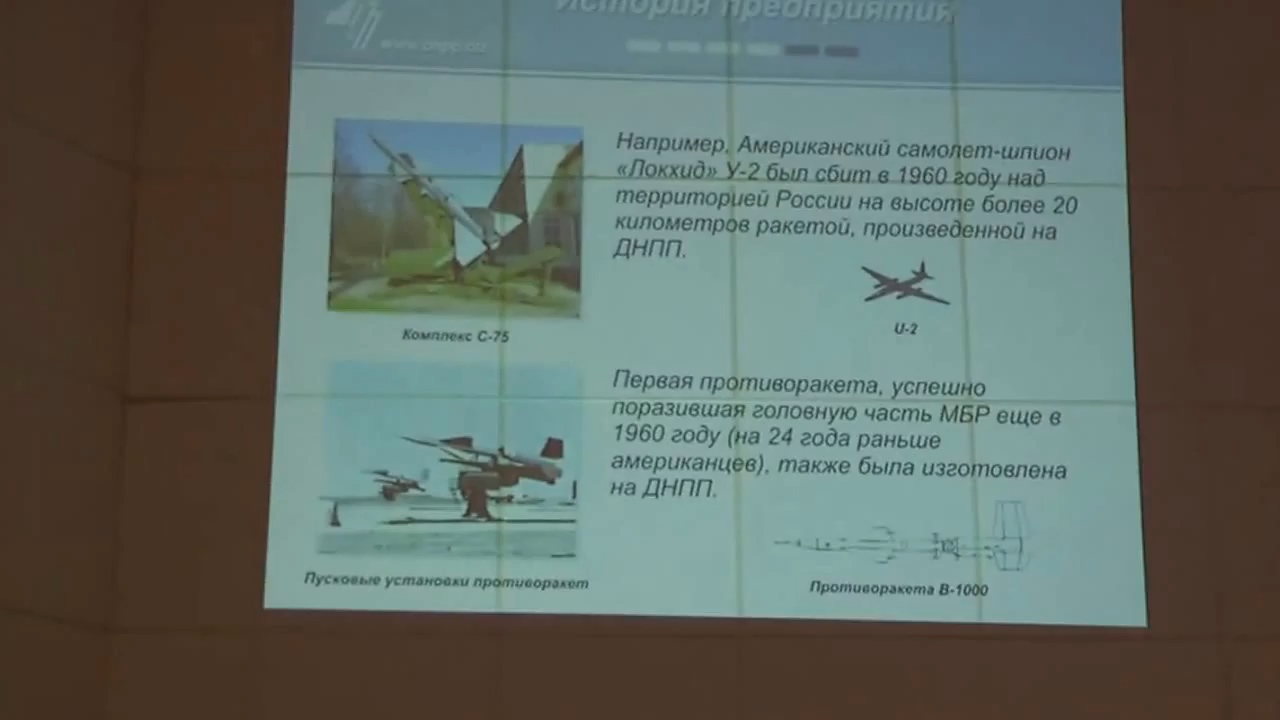 История предприятия
www.dnpp.biz
Например, Американский самолет-шпион
«Локхид» У-2 был сбит в 1960 году над
территорией России на высоте более 20
километров ракетой, произведенной на
ДНПП.
U-2
Комплекс С-75
Первая противоракета, успешно
поразившая головную часть МБР еще в
1960 году (на 24 года раньше
американцев), также была изготовлена
на ДНПП.
Пусковые установки противоракет
Противоракета В-1000